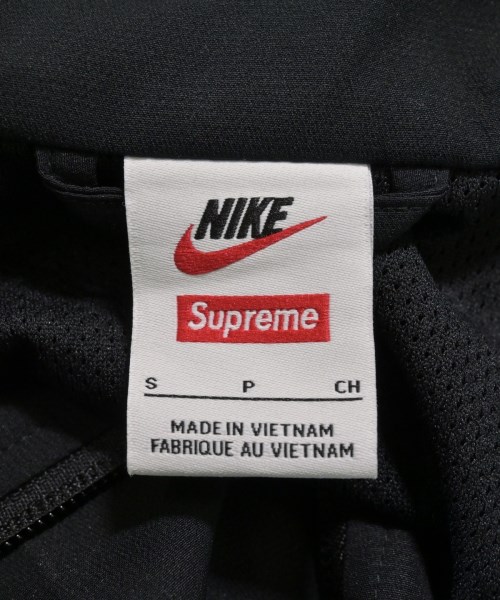 NIKE
Supreme
S P CH
MADE IN VIETNAM
FABRIQUE AU VIETNAM